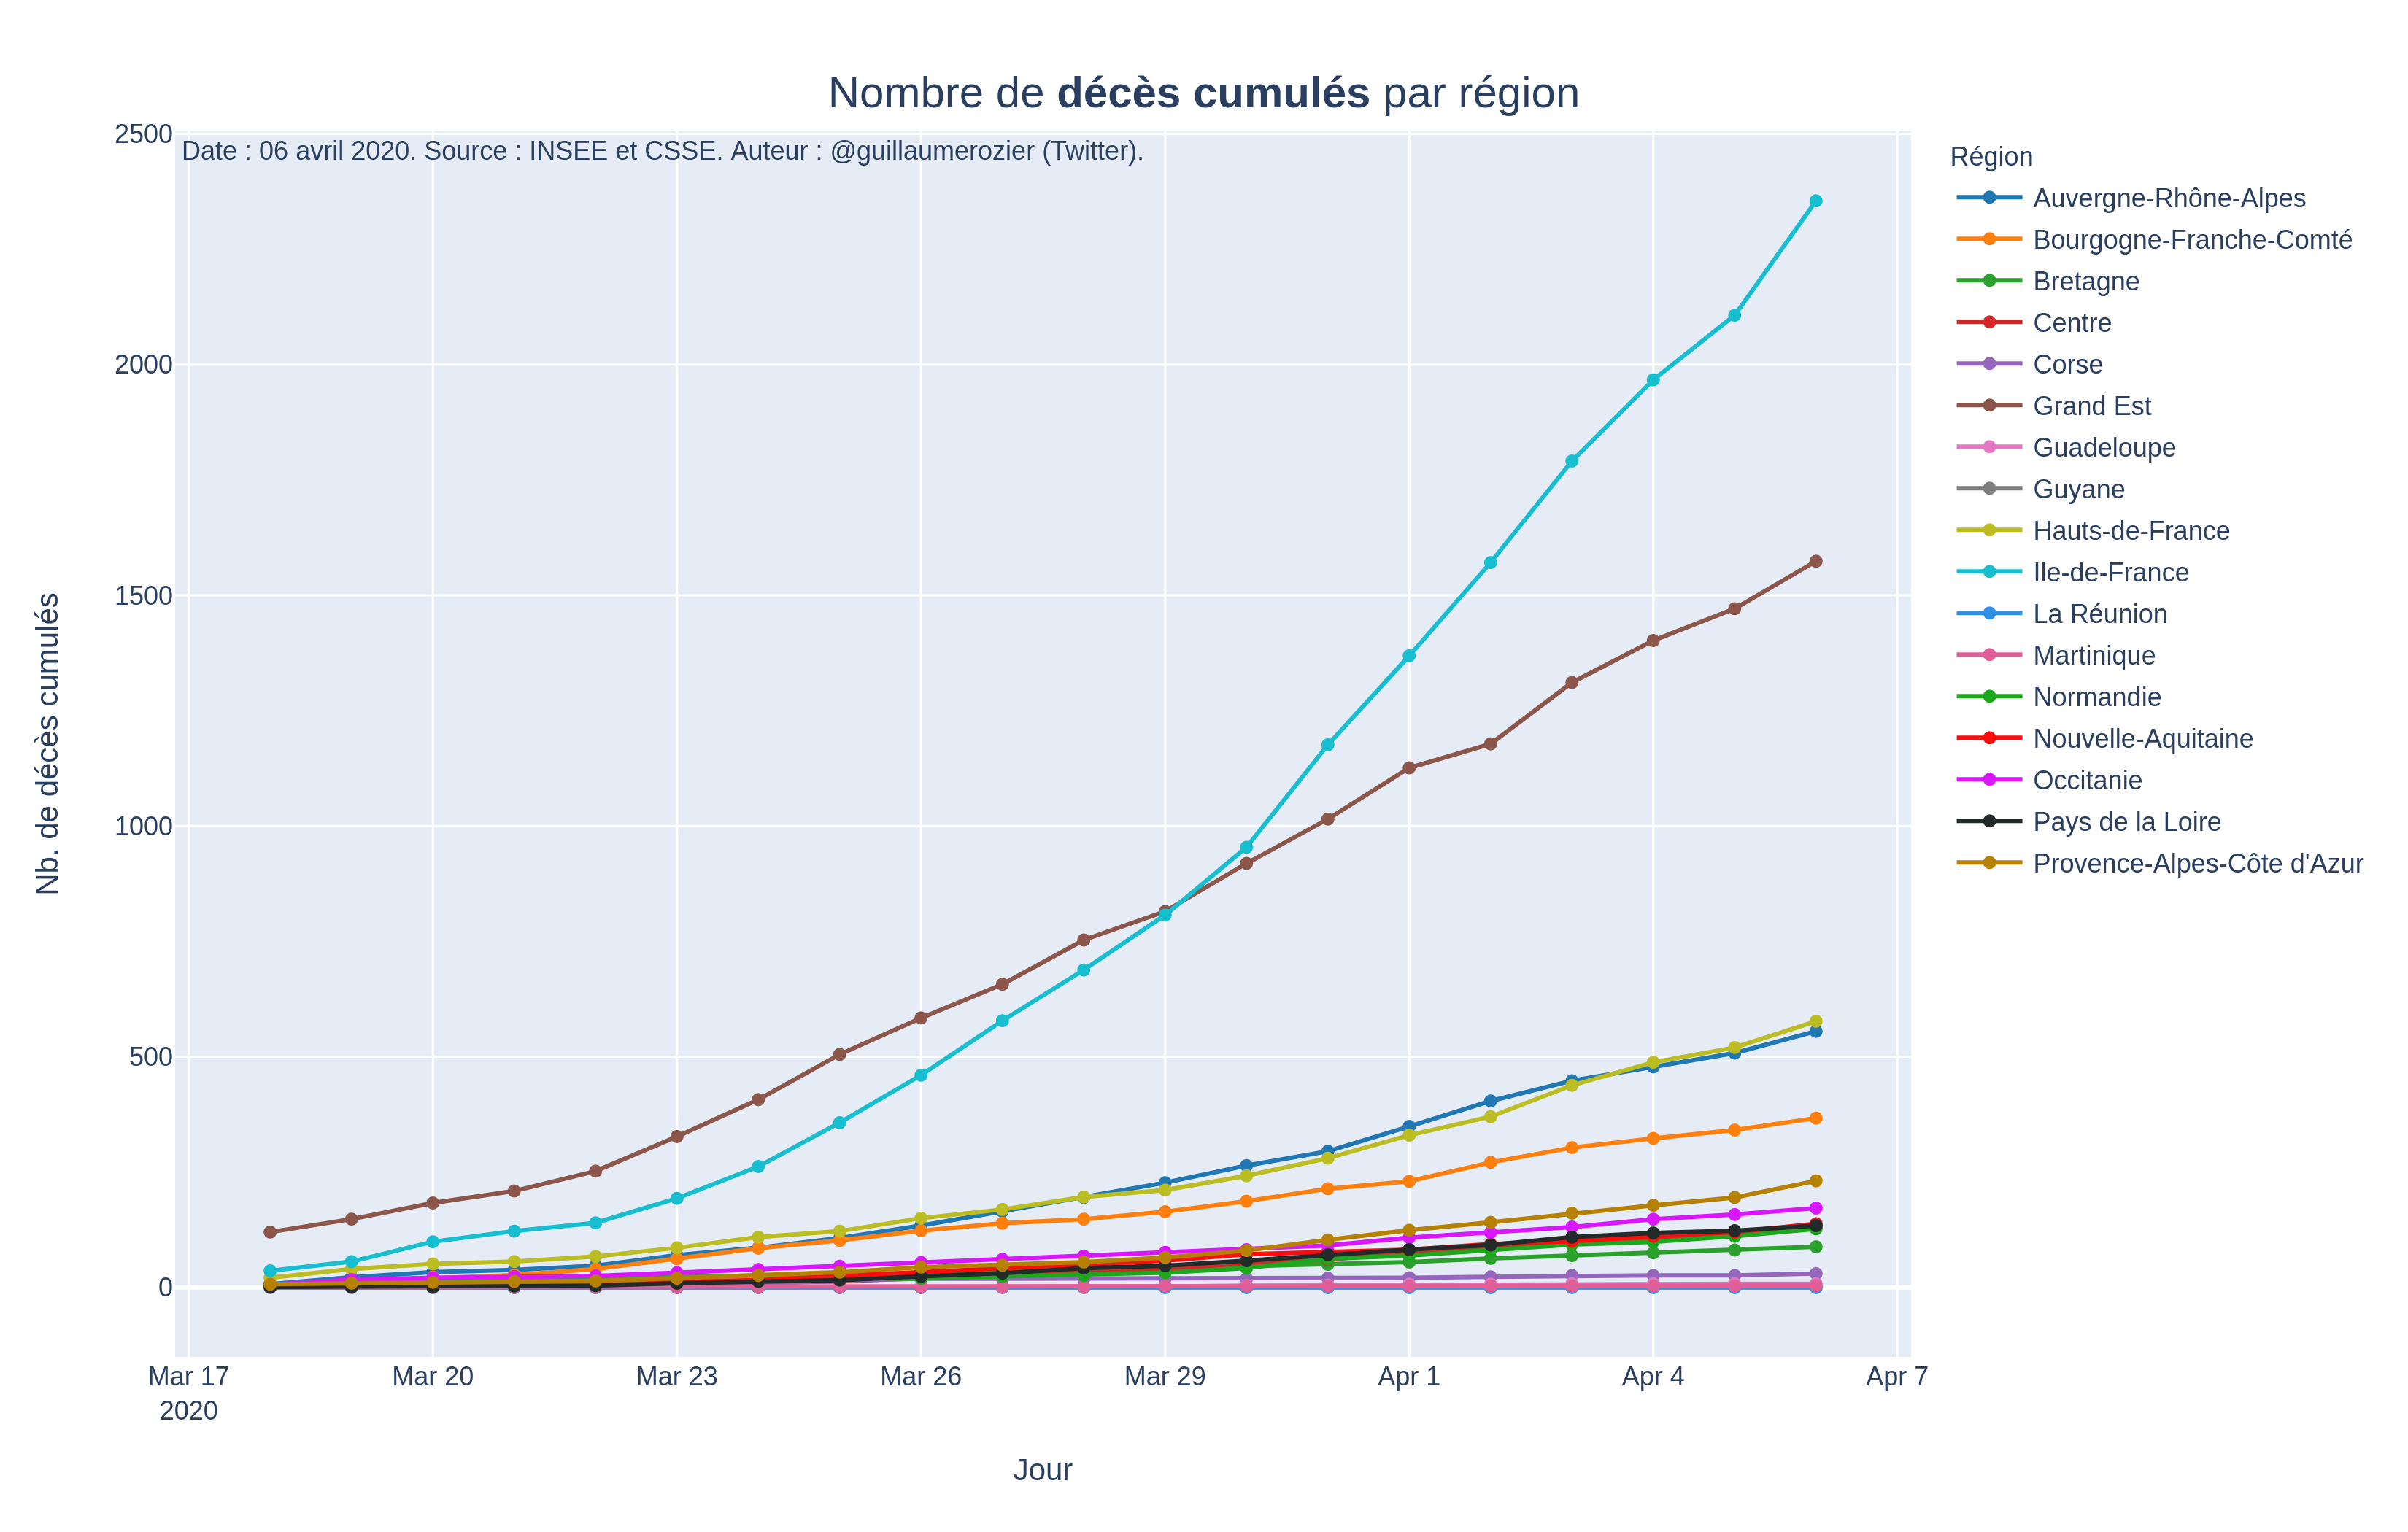 Nombre de décès cumulés par région
Date : 06 avril 2020. Source : INSEE et CSSE. Auteur : @guillaumerozier (Twitter).
Nb. de décès cumulés
2500
2000
1500
1000
500
0
Mar 17
2020
Mar 20
Mar 23
Mar 26
Mar 29
Apr 1
Apr 4
Apr 7
Jour
Région
Auvergne-Rhône-Alpes
Bourgogne-Franche-Comté
Bretagne
Centre
Corse
Grand Est
Guadeloupe
Guyane
Hauts-de-France
Ile-de-France
La Réunion
Martinique
Normandie
Nouvelle-Aquitaine
Occitanie
Pays de la Loire
Provence-Alpes-Côte d'Azur